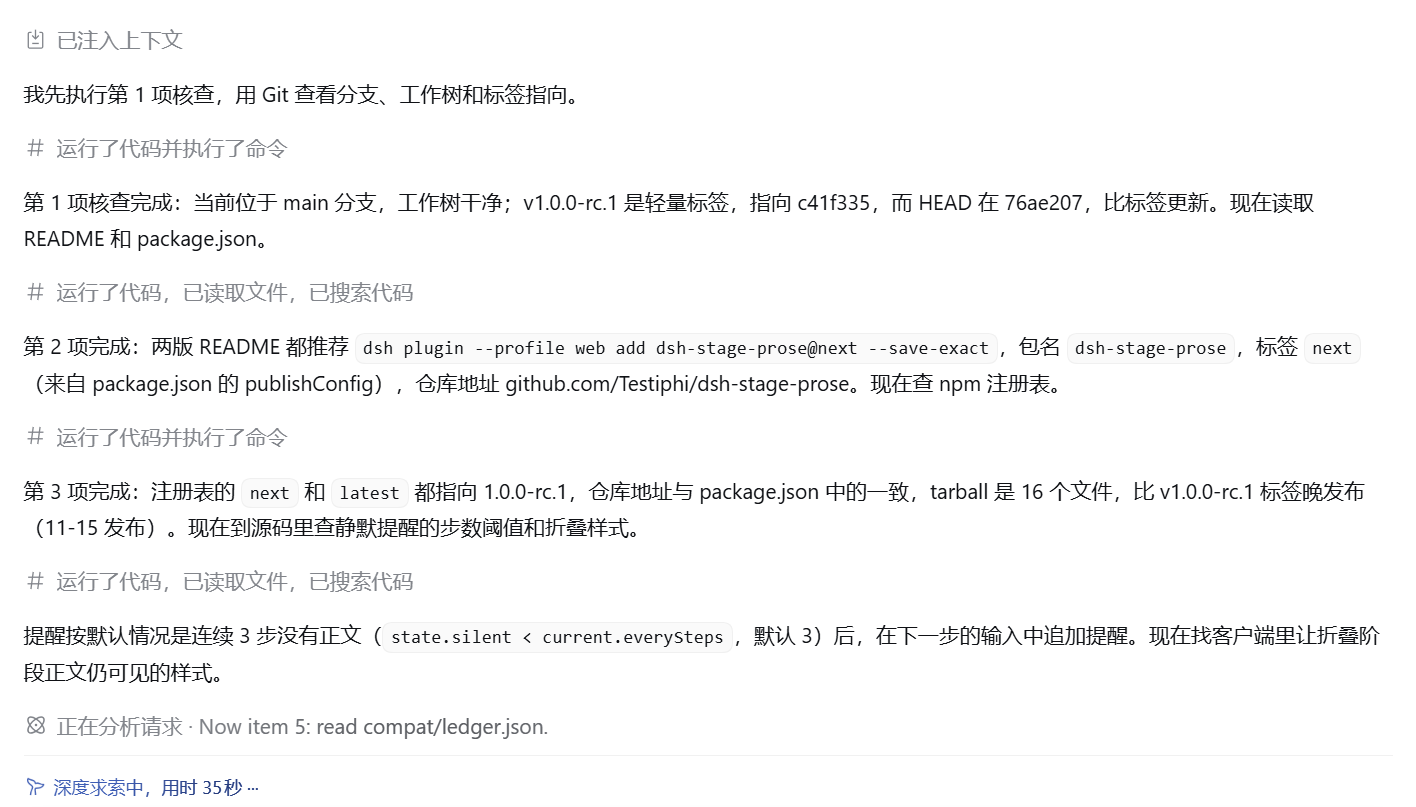 已注入上下文
我先执行第 1 项核查，用 Git 查看分支、工作树和标签指向。
运行了代码并执行了命令
第 1 项核查完成：当前位于 main 分支，工作树干净；v1.0.0-rc.1 是轻量标签，指向 c41f335，而 HEAD 在 76ae207，比标签更新。现在读取
README 和 package.json。
运行了代码，已读取文件，已搜索代码
第 2 项完成：两版 README 都推荐 dsh plugin --profile web add dsh-stage-prose@next --save-exact，包名 dsh-stage-prose，标签 next
（来自 package.json 的 publishConfig），仓库地址 github.com/Testiphi/dsh-stage-prose。现在查 npm 注册表。
运行了代码并执行了命令
第 3 项完成：注册表的 next 和 latest 都指向 1.0.0-rc.1，仓库地址与 package.json 中的一致，tarball 是 16 个文件，比 v1.0.0-rc.1 标签晚发布
（11-15 发布）。现在到源码里查静默提醒的步数阈值和折叠样式。
运行了代码，已读取文件，已搜索代码
提醒按默认情况是连续 3 步没有正文（state.silent < current.everySteps，默认 3）后，在下一步的输入中追加提醒。现在找客户端里让折叠阶
段正文仍可见的样式。
正在分析请求 · Now item 5: read compat/ledger.json.
深度求索中，用时 35秒 ···